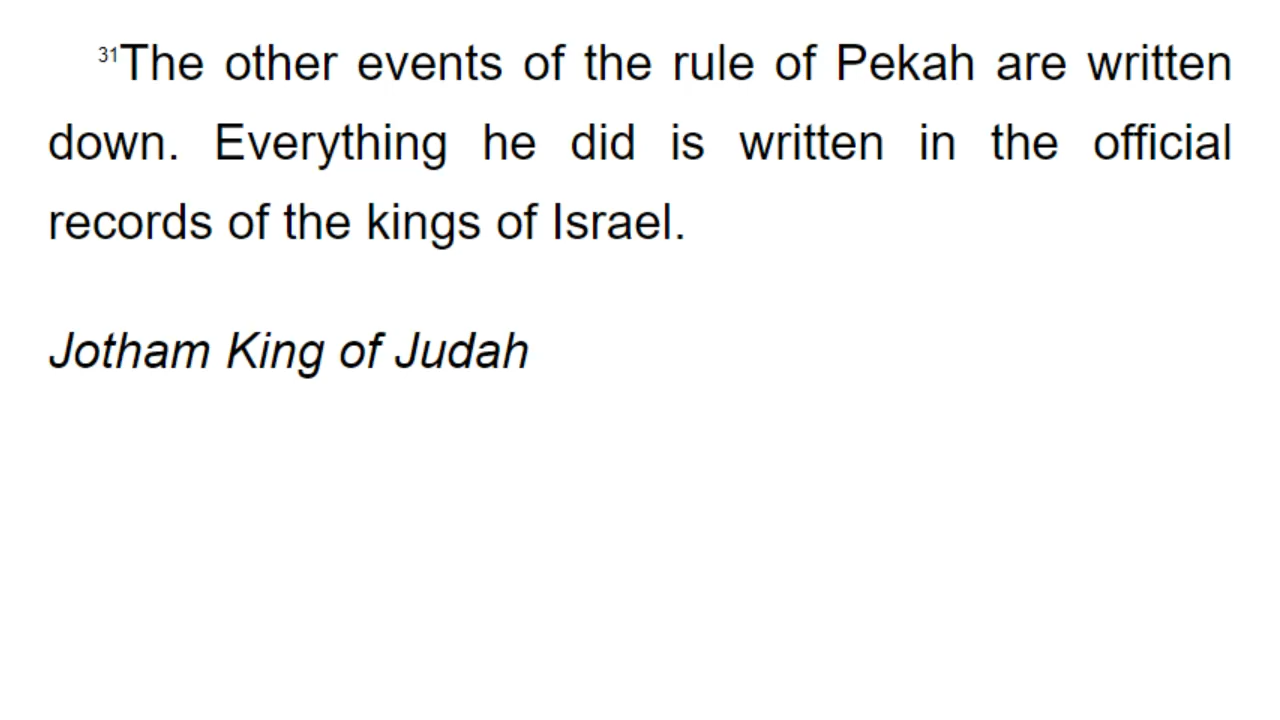 31The other events of the rule of Pekah are written
down. Everything he did is written in the official
records of the kings of Israel.
Jotham King of Judah